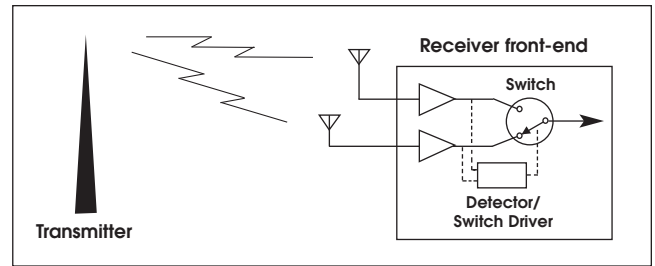 Receiver front-end
Switch
Detector/
Switch Driver
Transmitter